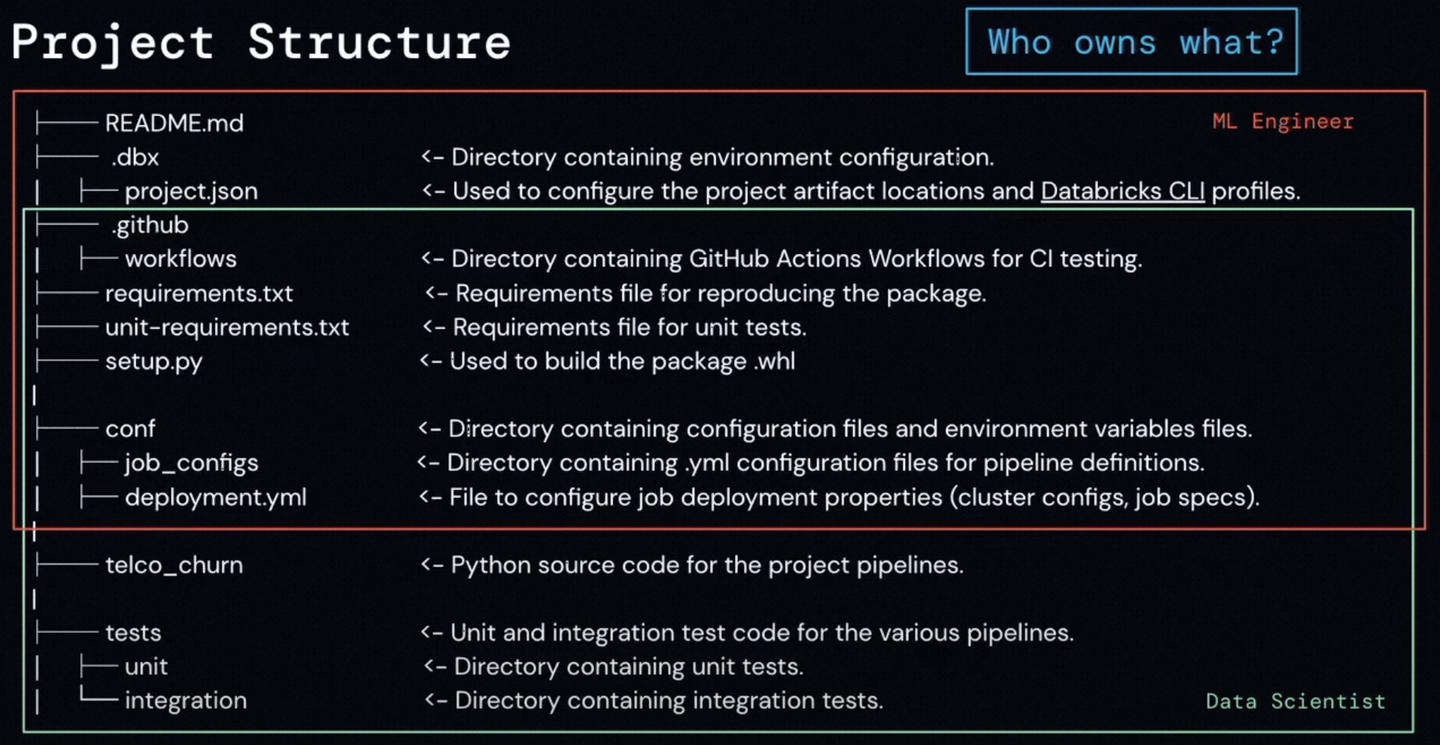 Project Structure
Who owns what?
├── README.md
ML Engineer
├── .dbx <- Directory containing environment configuration.
| ├── project.json <- Used to configure the project artifact locations and Databricks CLI profiles.
├── .github
| ├── workflows <- Directory containing GitHub Actions Workflows for CI testing.
├── requirements.txt <- Requirements file for reproducing the package.
├── unit-requirements.txt <- Requirements file for unit tests.
├── setup.py <- Used to build the package .whl
|
├── conf <- Directory containing configuration files and environment variables files.
| ├── job_configs <- Directory containing .yml configuration files for pipeline definitions.
| ├── deployment.yml <- File to configure job deployment properties (cluster configs, job specs).
|
├── telco_churn <- Python source code for the project pipelines.
|
├── tests <- Unit and integration test code for the various pipelines.
| ├── unit <- Directory containing unit tests.
| └── integration <- Directory containing integration tests.
Data Scientist